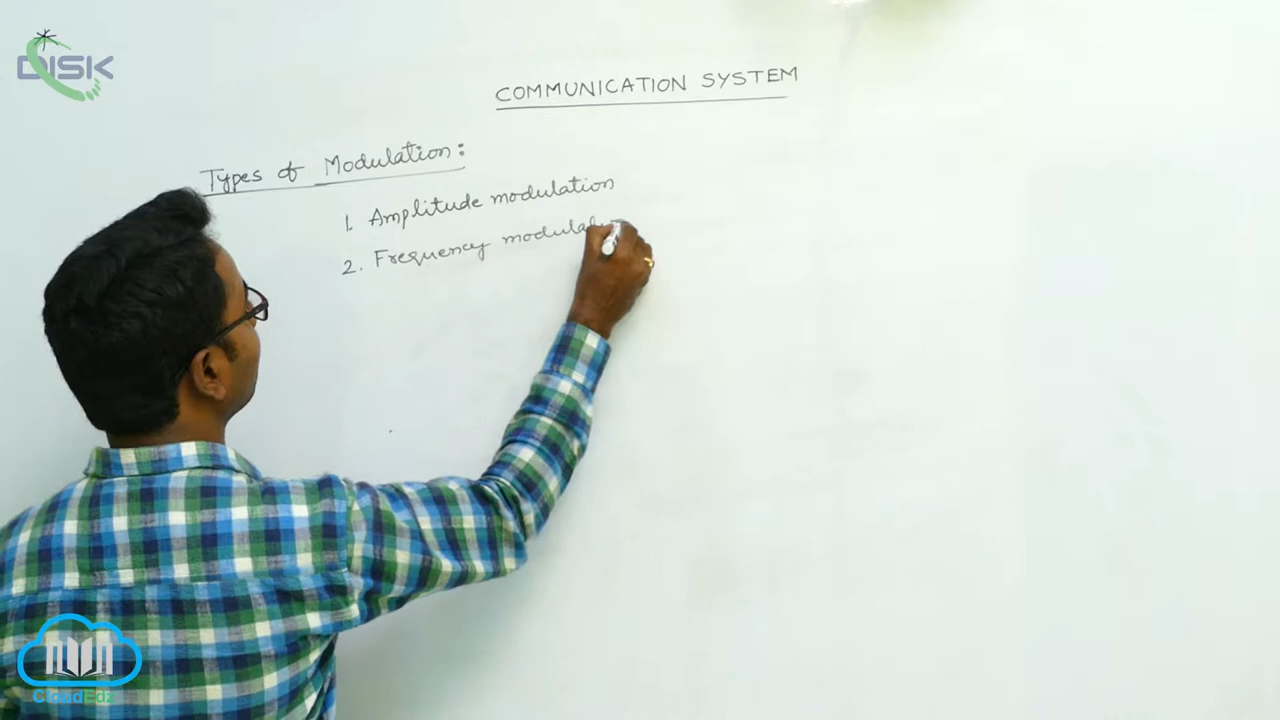 DISK
COMMUNICATION SYSTEM
Types of Modulation:
1. Amplitude modulation
2. Frequency
CloudEdz